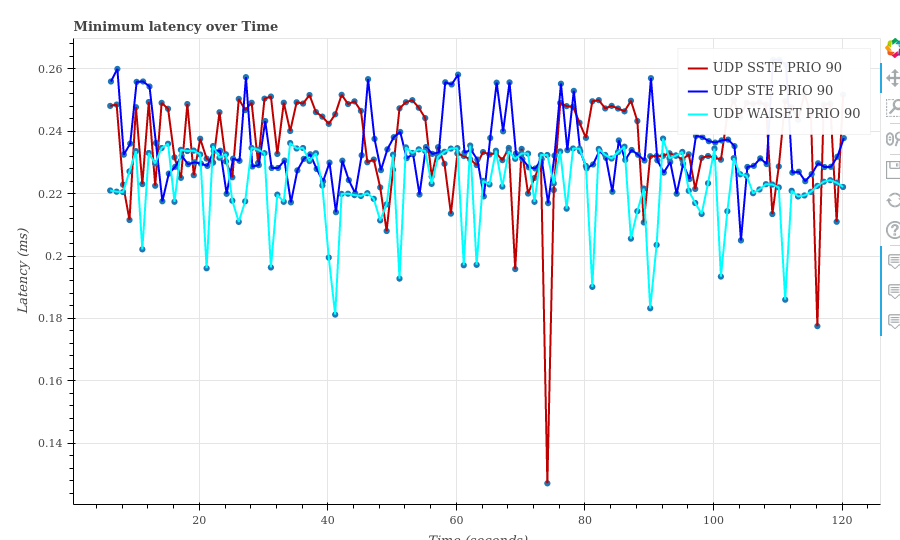 Minimum latency over Time
UDP SSTE PRIO 90
UDP STE PRIO 90
UDP WAISET PRIO 90
Latency (ms)
0.26
0.24
0.22
0.2
0.18
0.16
0.14
20 40 60 80 100 120
Time (seconds)